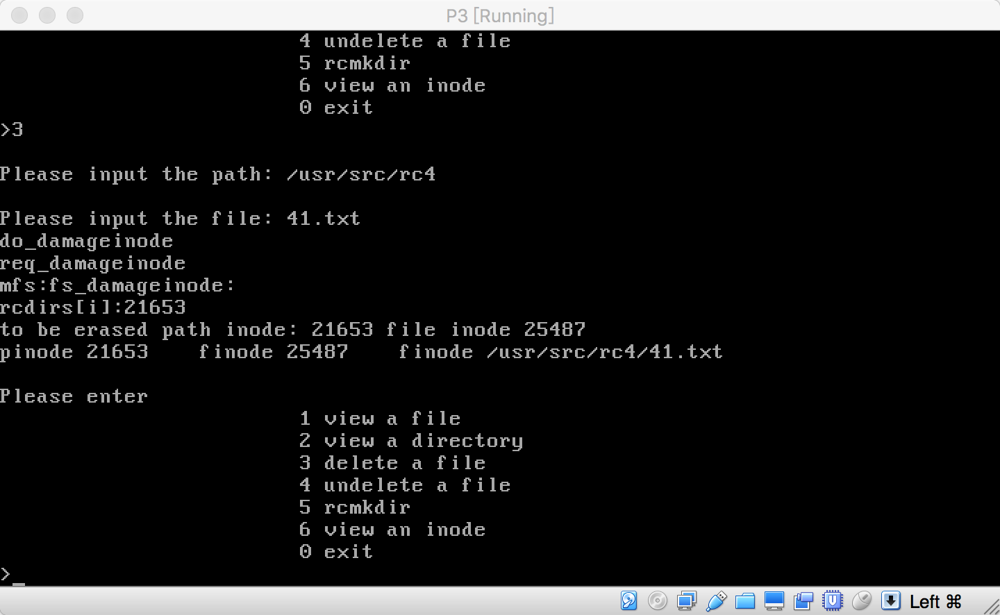 P3 [Running]
4 undelete a file
5 rcmkdir
6 view an inode
0 exit
>3
Please input the path: /usr/src/rc4
Please input the file: 41.txt
do_damageinode
req_damageinode
mfs:fs_damageinode:
rcdirs[i]:21653
to be erased path inode: 21653 file inode 25487
pinode 21653    finode 25487    finode /usr/src/rc4/41.txt
Please enter
1 view a file
2 view a directory
3 delete a file
4 undelete a file
5 rcmkdir
6 view an inode
0 exit
>_
Left ⌘